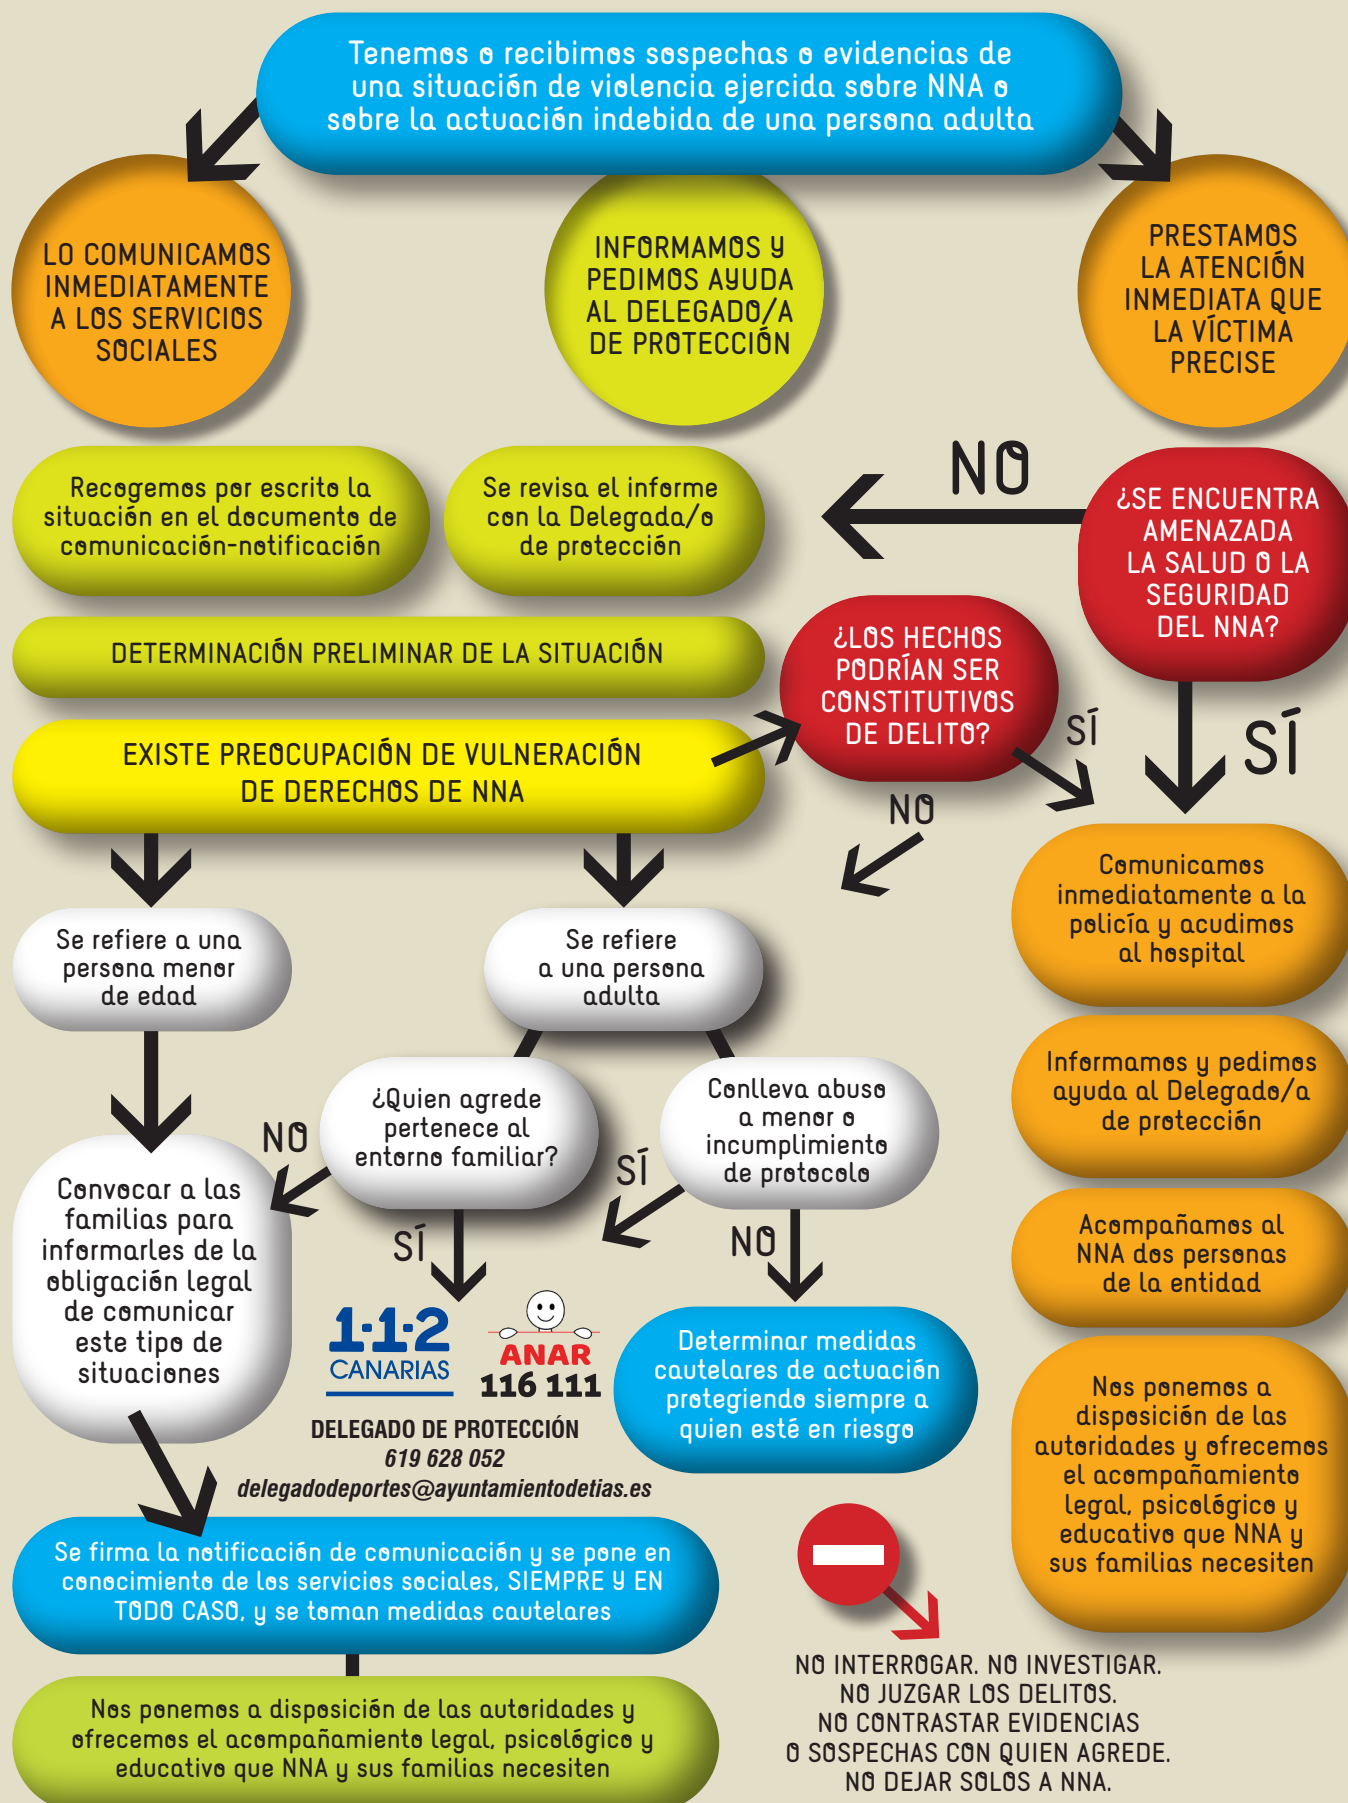 Tenemos o recibimos sospechas o evidencias de
una situación de violencia ejercida sobre NNA o
sobre la actuación indebida de una persona adulta
LO COMUNICAMOS
INMEDIATAMENTE
A LOS SERVICIOS
SOCIALES
INFORMAMOS Y
PEDIMOS AYUDA
AL DELEGADO/A
DE PROTECCIÓN
PRESTAMOS
LA ATENCIÓN
INMEDIATA QUE
LA VÍCTIMA
PRECISE
Recogemos por escrito la
situación en el documento de
comunicación-notificación
Se revisa el informe
con la Delegada/o
de protección
NO
¿SE ENCUENTRA
AMENAZADA
LA SALUD O LA
SEGURIDAD
DEL NNA?
DETERMINACIÓN PRELIMINAR DE LA SITUACIÓN
¿LOS HECHOS
PODRÍAN SER
CONSTITUTIVOS
DE DELITO?
SÍ
SÍ
NO
EXISTE PREOCUPACIÓN DE VULNERACIÓN
DE DERECHOS DE NNA
Se refiere a una
persona menor
de edad
Se refiere
a una persona
adulta
Comunicamos
inmediatamente a la
policía y acudimos
al hospital
¿Quien agrede
pertenece al
entorno familiar?
Conlleva abuso
a menor o
incumplimiento
de protocolo
Informamos y pedimos
ayuda al Delegado/a
de protección
NO
SÍ
SÍ
NO
Convocar a las
familias para
informarles de la
obligación legal
de comunicar
este tipo de
situaciones
Acompañamos al
NNA dos personas
de la entidad
1·1·2
CANARIAS
ANAR
116 111
DELEGADO DE PROTECCIÓN
619 628 052
delegadodeportes@ayuntamientodetias.es
Determinar medidas
cautelares de actuación
protegiendo siempre a
quien esté en riesgo
Nos ponemos a
disposición de las
autoridades y ofrecemos
el acompañamiento
legal, psicológico y
educativo que NNA y
sus familias necesiten
Se firma la notificación de comunicación y se pone en
conocimiento de los servicios sociales, SIEMPRE Y EN
TODO CASO, y se toman medidas cautelares
Nos ponemos a disposición de las autoridades y
ofrecemos el acompañamiento legal, psicológico y
educativo que NNA y sus familias necesiten
NO INTERROGAR. NO INVESTIGAR.
NO JUZGAR LOS DELITOS.
NO CONTRASTAR EVIDENCIAS
O SOSPECHAS CON QUIEN AGREDE.
NO DEJAR SOLOS A NNA.